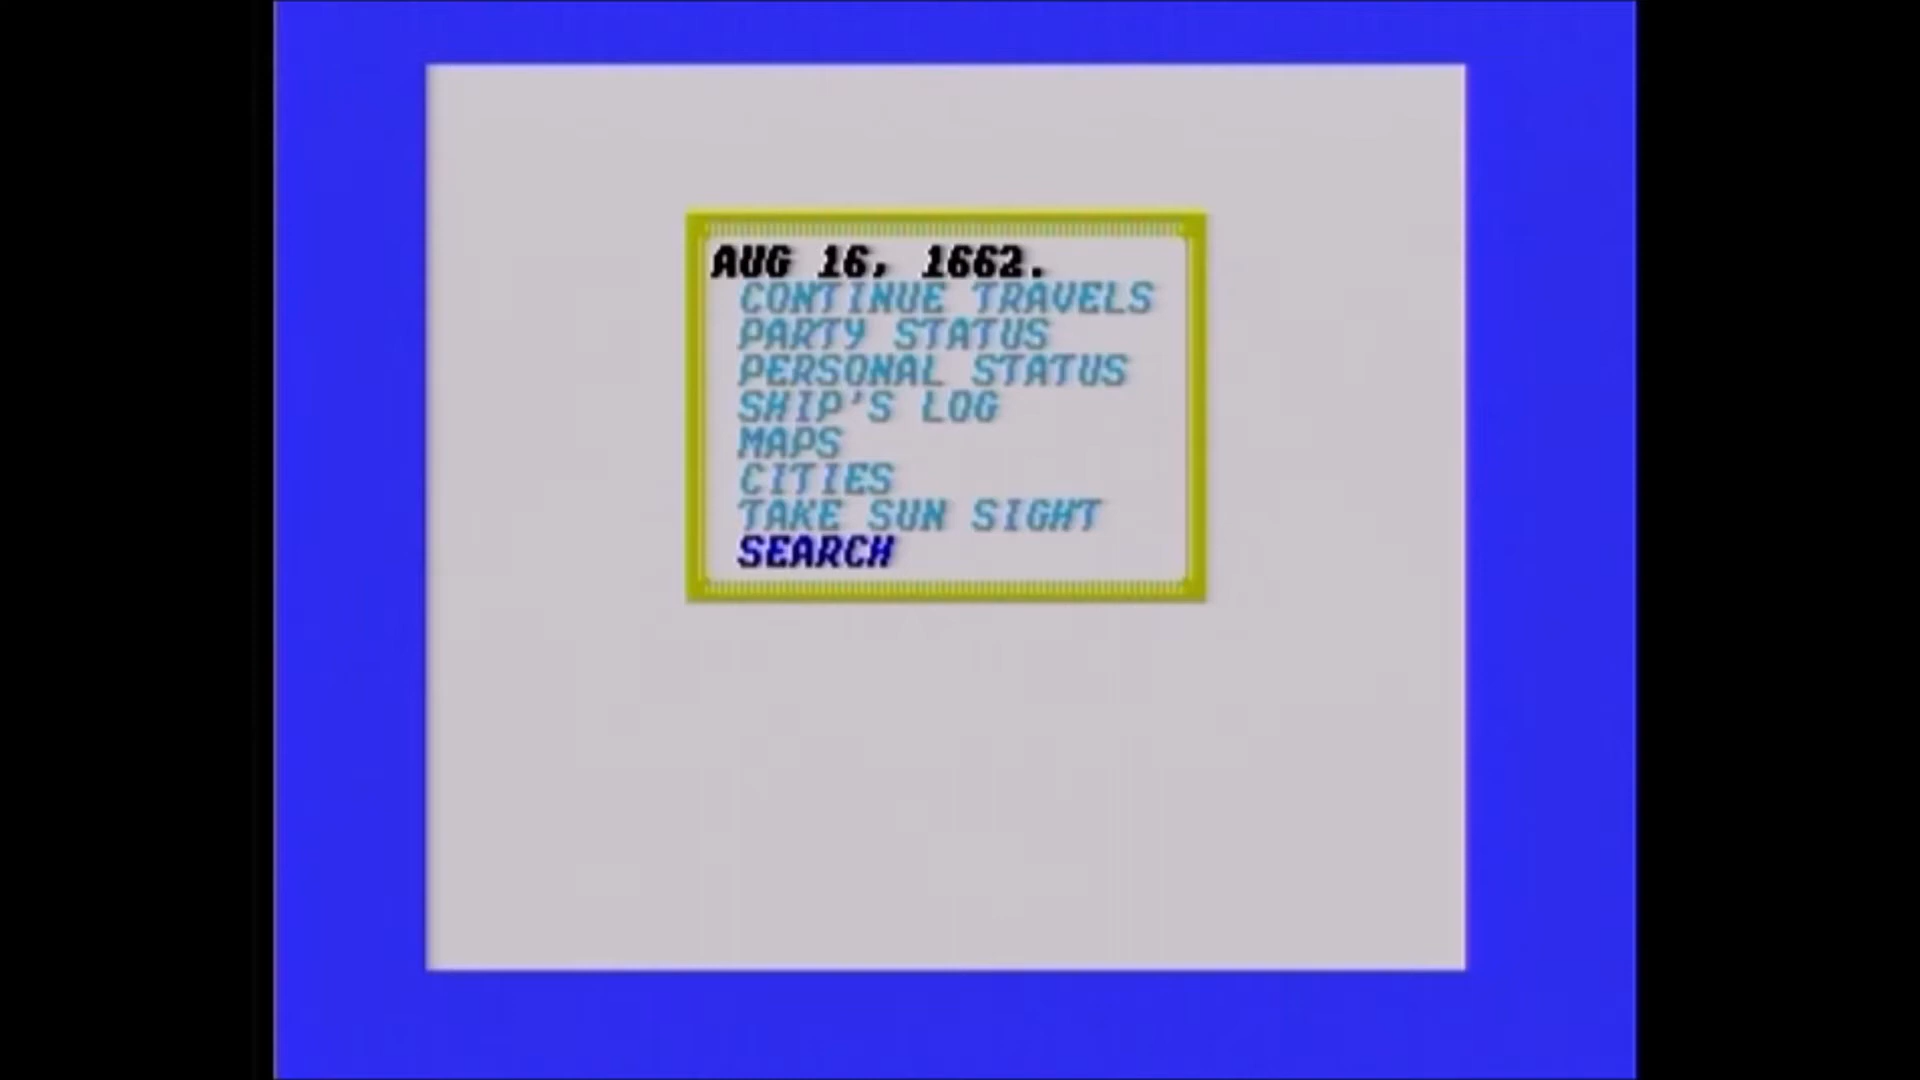 AUG 16, 1662.
CONTINUE TRAVELS
PARTY STATUS
PERSONAL STATUS
SHIP'S LOG
MAPS
CITIES
TAKE SUN SIGHT
SEARCH